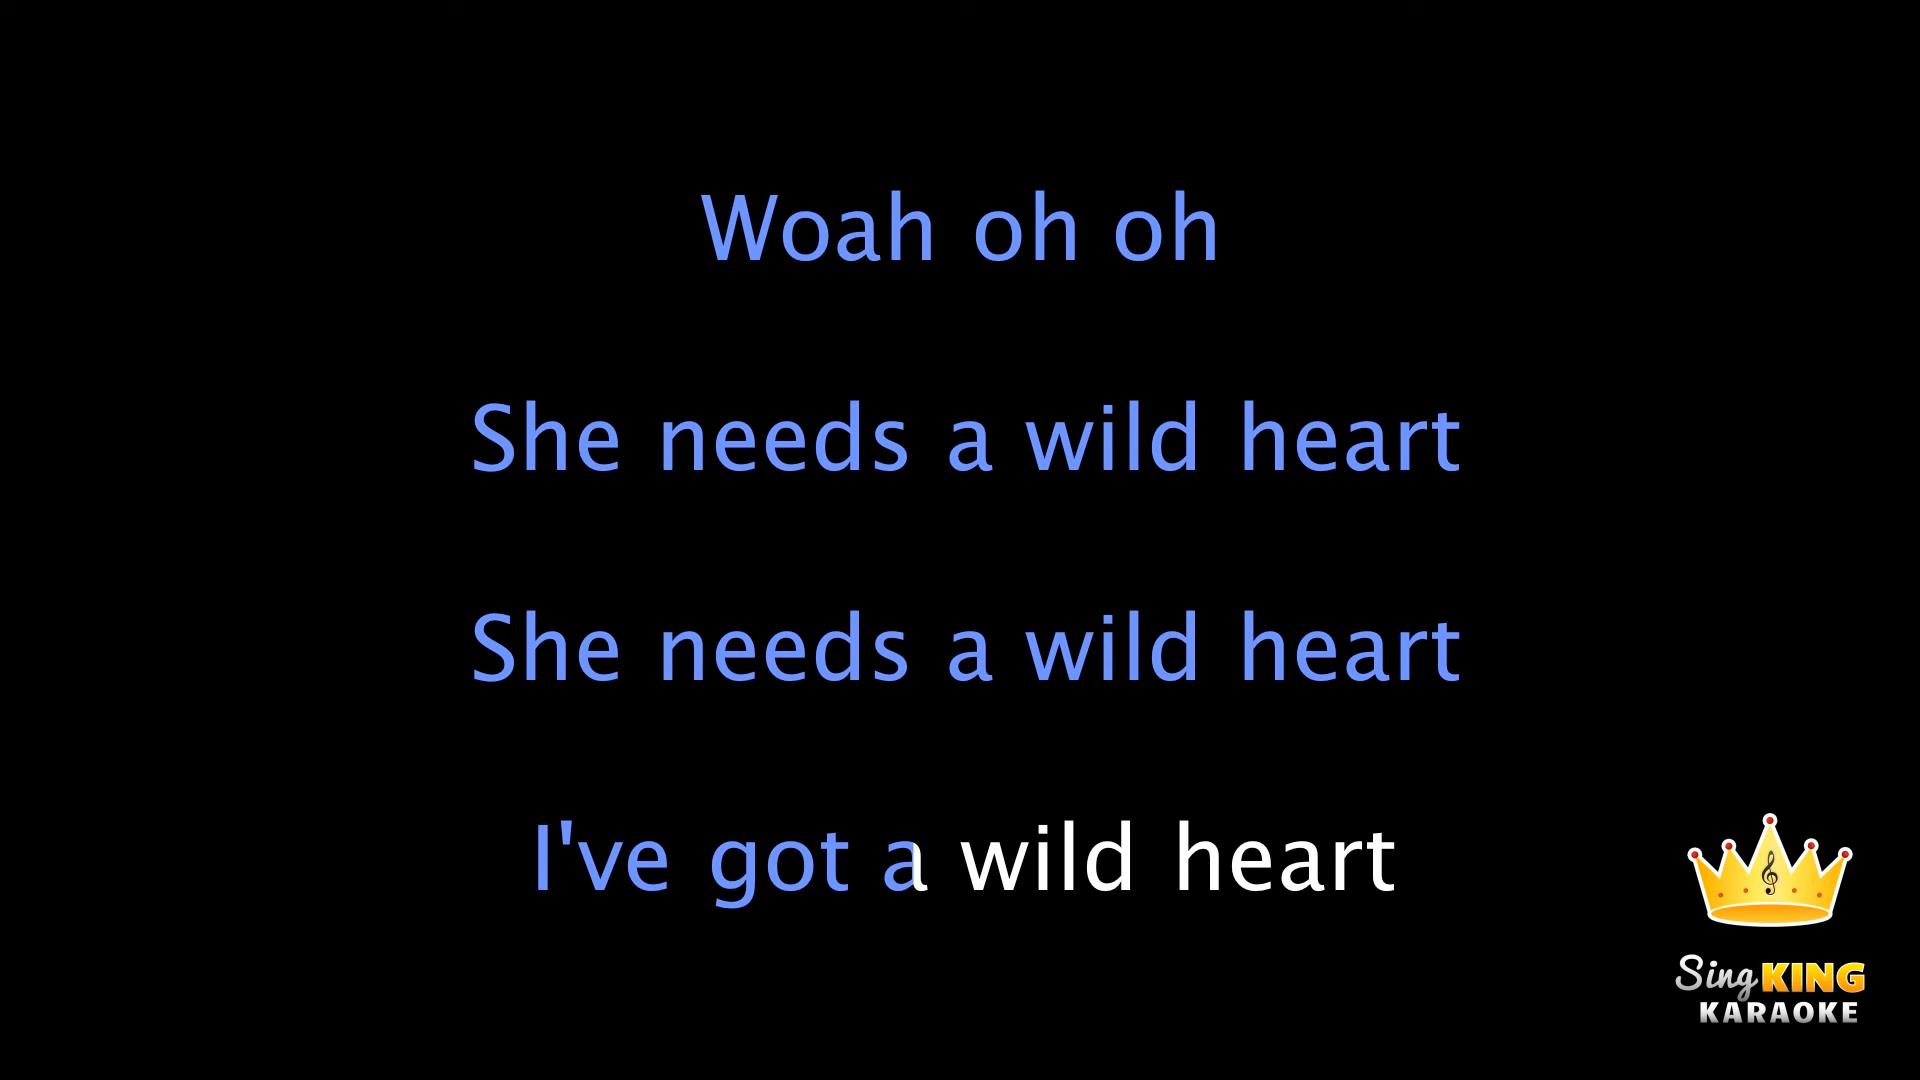 Woah oh oh
She needs a wild heart
She needs a wild heart
I've got a wild heart
Sing KING
KARAOKE